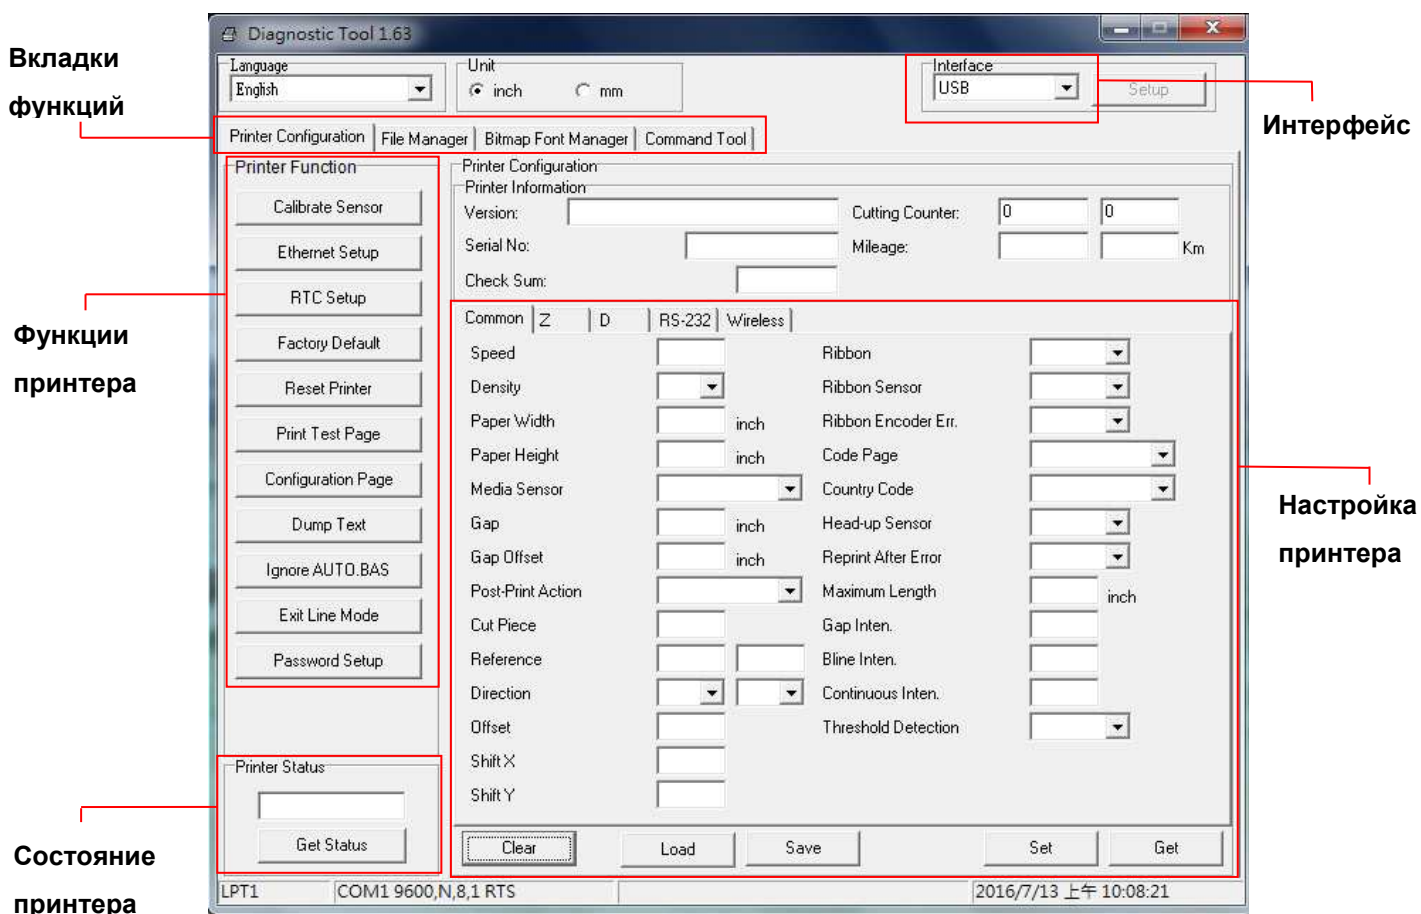 Вкладки
функций
Функции
принтера
Состояние
принтера
Diagnostic Tool 1.63
Language
English
Unit
inch
mm
Interface
USB
Setup
Printer Configuration
File Manager
Bitmap Font Manager
Command Tool
Printer Function
Calibrate Sensor
Ethernet Setup
RTC Setup
Factory Default
Reset Printer
Print Test Page
Configuration Page
Dump Text
Ignore AUTO.BAS
Exit Line Mode
Password Setup
Printer Status
Get Status
Printer Configuration
Printer Information
Version:
Cutting Counter: 0 0
Serial No:
Mileage: Km
Check Sum:
Common Z D RS-232 Wireless
Speed
Density
Paper Width inch
Paper Height inch
Media Sensor
Gap inch
Gap Offset inch
Post-Print Action
Cut Piece
Reference
Direction
Offset
Shift X
Shift Y
Ribbon
Ribbon Sensor
Ribbon Encoder Err.
Code Page
Country Code
Head-up Sensor
Reprint After Error
Maximum Length inch
Gap Inten.
Bline Inten.
Continuous Inten.
Threshold Detection
Clear
Load
Save
Set
Get
LPT1
COM1 9600,N,8,1 RTS
2016/7/13 上午 10:08:21
Интерфейс
Настройка
принтера